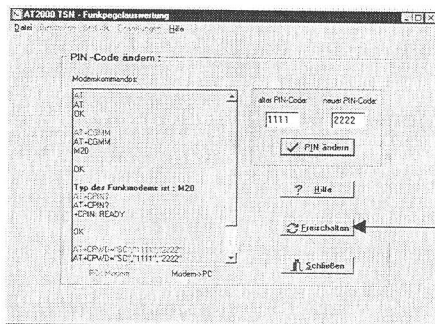 AT2000 TSN - Funkpegelauswertung
Datei Hilfe
PIN-Code ändern :
Modemkommandos:
AT
AT
OK
AT+CGMM
AT+CGMM
M20
OK
Typ des Funkmodems ist : M20
AT+CPIN?
AT+CPIN?
+CPIN: READY
OK
AT+CPWD="SC","1111","2222"
AT+CPWD="SC","1111","2222"
PC->Modem Modem->PC
alter PIN-Code: neuer PIN-Code:
1111 2222
PIN ändern
? Hilfe
Freischalten
Schließen